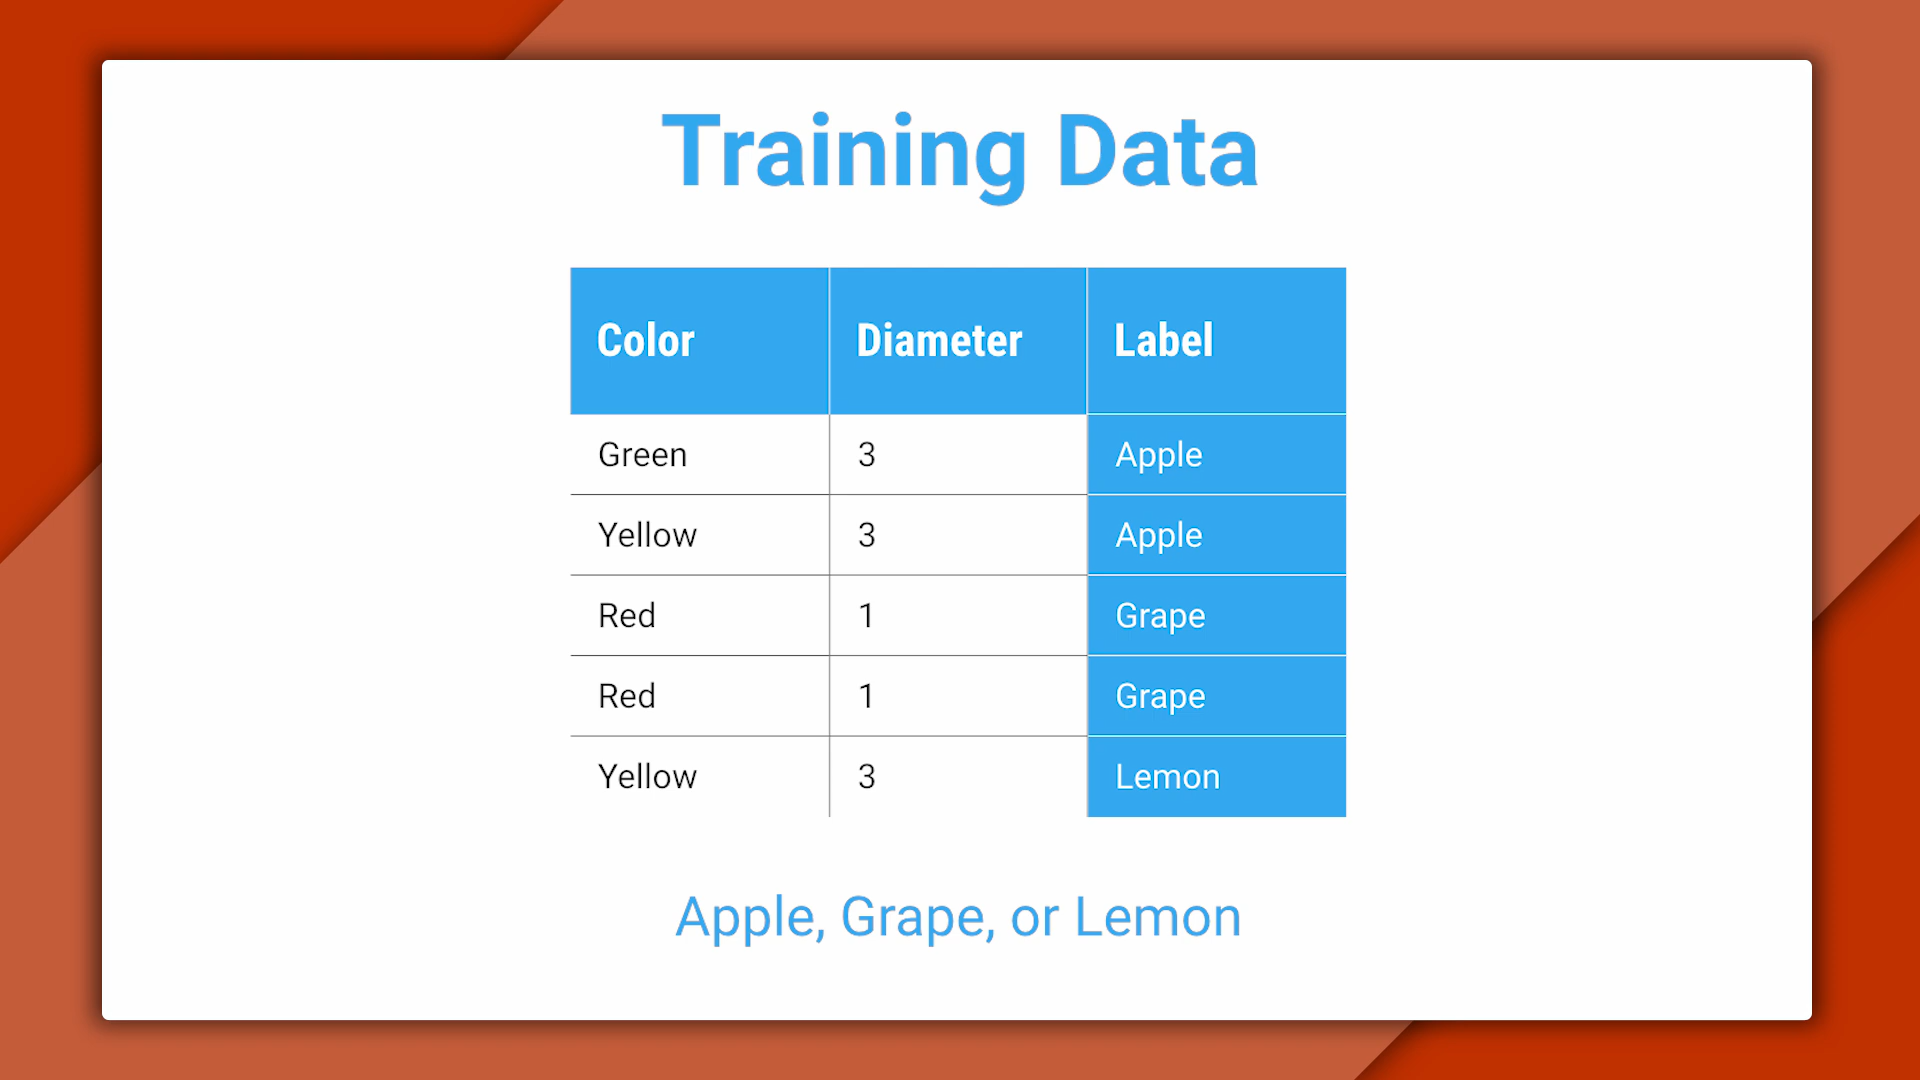 Training Data
Color Diameter Label
Green 3 Apple
Yellow 3 Apple
Red 1 Grape
Red 1 Grape
Yellow 3 Lemon
Apple, Grape, or Lemon